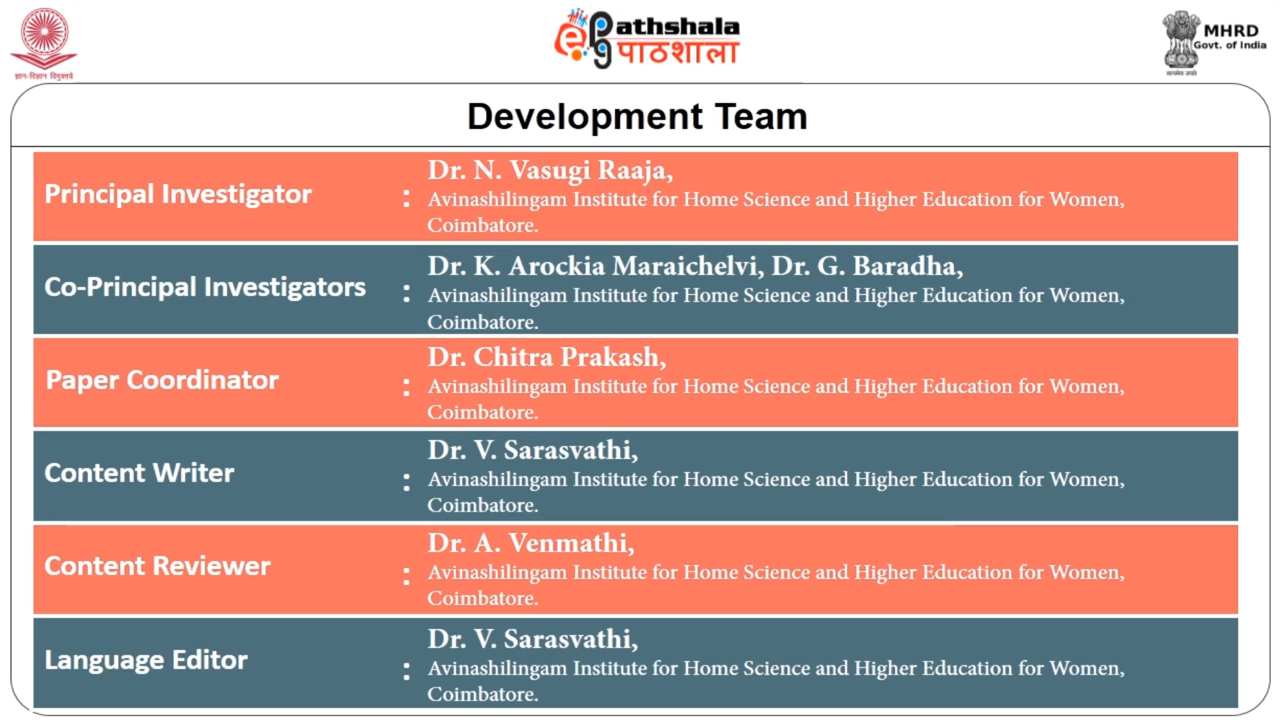 ज्ञान-विज्ञान विमुक्तये
ePg Pathshala
पाठशाला
MHRD
Govt. of India
सत्यमेव जयते
Development Team
Principal Investigator
:
Dr. N. Vasugi Raaja,
Avinashilingam Institute for Home Science and Higher Education for Women,
Coimbatore.
Co-Principal Investigators
:
Dr. K. Arockia Maraichelvi, Dr. G. Baradha,
Avinashilingam Institute for Home Science and Higher Education for Women,
Coimbatore.
Paper Coordinator
:
Dr. Chitra Prakash,
Avinashilingam Institute for Home Science and Higher Education for Women,
Coimbatore.
Content Writer
:
Dr. V. Sarasvathi,
Avinashilingam Institute for Home Science and Higher Education for Women,
Coimbatore.
Content Reviewer
:
Dr. A. Venmathi,
Avinashilingam Institute for Home Science and Higher Education for Women,
Coimbatore.
Language Editor
:
Dr. V. Sarasvathi,
Avinashilingam Institute for Home Science and Higher Education for Women,
Coimbatore.